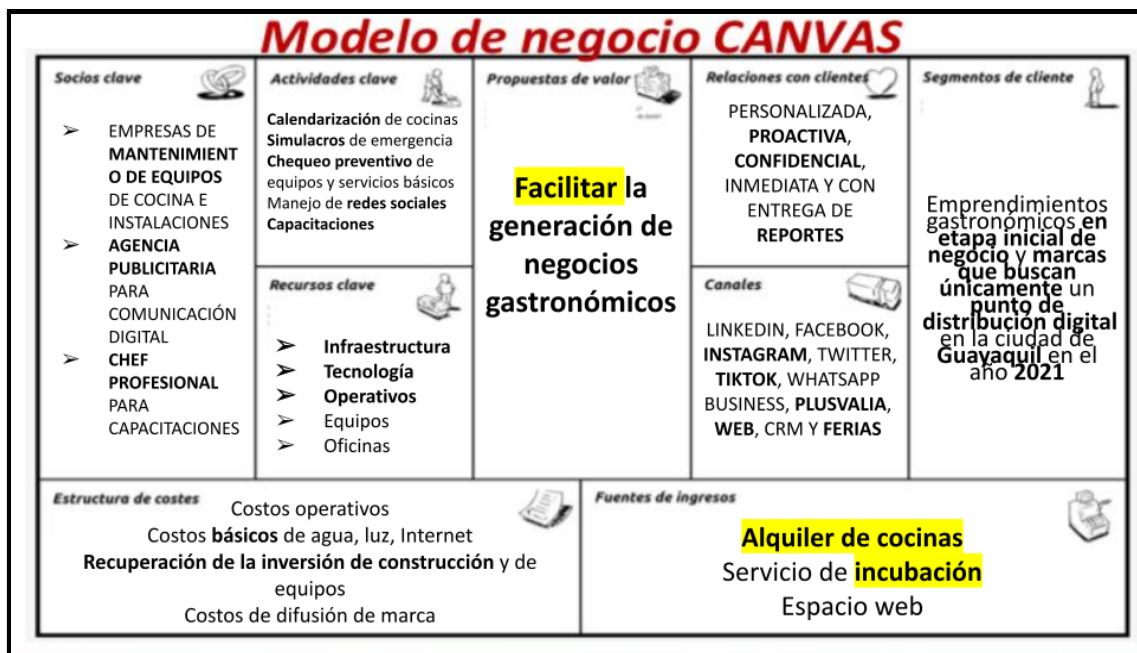 Modelo de negocio CANVAS
Socios clave
➢ EMPRESAS DE
MANTENIMIENT
O DE EQUIPOS
DE COCINA E
INSTALACIONES
➢ AGENCIA
PUBLICITARIA
PARA
COMUNICACIÓN
DIGITAL
➢ CHEF
PROFESIONAL
PARA
CAPACITACIONES
Actividades clave
Calendarización de cocinas
Simulacros de emergencia
Chequeo preventivo de
equipos y servicios básicos
Manejo de redes sociales
Capacitaciones
Recursos clave
➢ Infraestructura
➢ Tecnología
➢ Operativos
➢ Equipos
➢ Oficinas
Propuestas de valor
Facilitar la
generación de
negocios
gastronómicos
Relaciones con clientes
PERSONALIZADA,
PROACTIVA,
CONFIDENCIAL,
INMEDIATA Y CON
ENTREGA DE
REPORTES
Canales
LINKEDIN, FACEBOOK,
INSTAGRAM, TWITTER,
TIKTOK, WHATSAPP
BUSINESS, PLUSVALIA,
WEB, CRM Y FERIAS
Segmentos de cliente
Emprendimientos
gastronómicos en
etapa inicial de
negocio y marcas
que buscan
únicamente un
punto de
distribución digital
en la ciudad de
Guayaquil en el
año 2021
Estructura de costes
Costos operativos
Costos básicos de agua, luz, Internet
Recuperación de la inversión de construcción y de
equipos
Costos de difusión de marca
Fuentes de ingresos
Alquiler de cocinas
Servicio de incubación
Espacio web